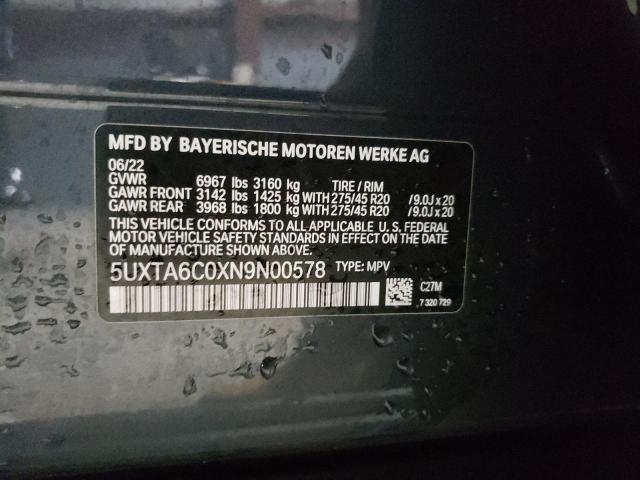 MFD BY BAYERISCHE MOTOREN WERKE AG
06/22
GVWR 6967 lbs 3160 kg TIRE / RIM
GAWR FRONT 3142 lbs 1425 kg WITH 275/45 R20 /9.0J x 20
GAWR REAR 3968 lbs 1800 kg WITH 275/45 R20 /9.0J x 20
THIS VEHICLE CONFORMS TO ALL APPLICABLE U. S. FEDERAL
MOTOR VEHICLE SAFETY STANDARDS IN EFFECT ON THE DATE
OF MANUFACTURE SHOWN ABOVE.
5UXTA6C0XN9N00578 TYPE: MPV
C27M
7 320 729